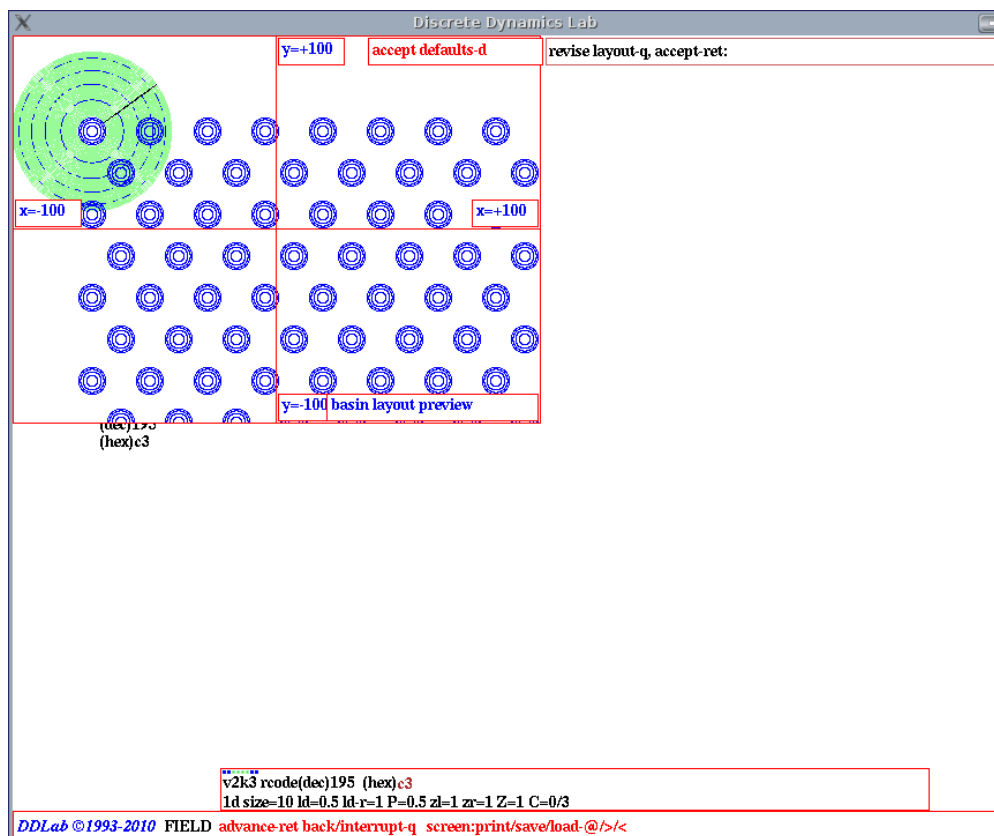 Discrete Dynamics Lab
y=+100 accept defaults-d revise layout-q, accept-ret:
x=-100 x=+100
y=-100 basin layout preview
(dec)195
(hex)c3
v2k3 rcode(dec)195 (hex)c3
1d size=10 ld=0.5 ld-r=1 P=0.5 zl=1 zr=1 Z=1 C=0/3
DDLab ©1993-2010 FIELD advance-ret back/interrupt-q screen:print/save/load-@/>/<